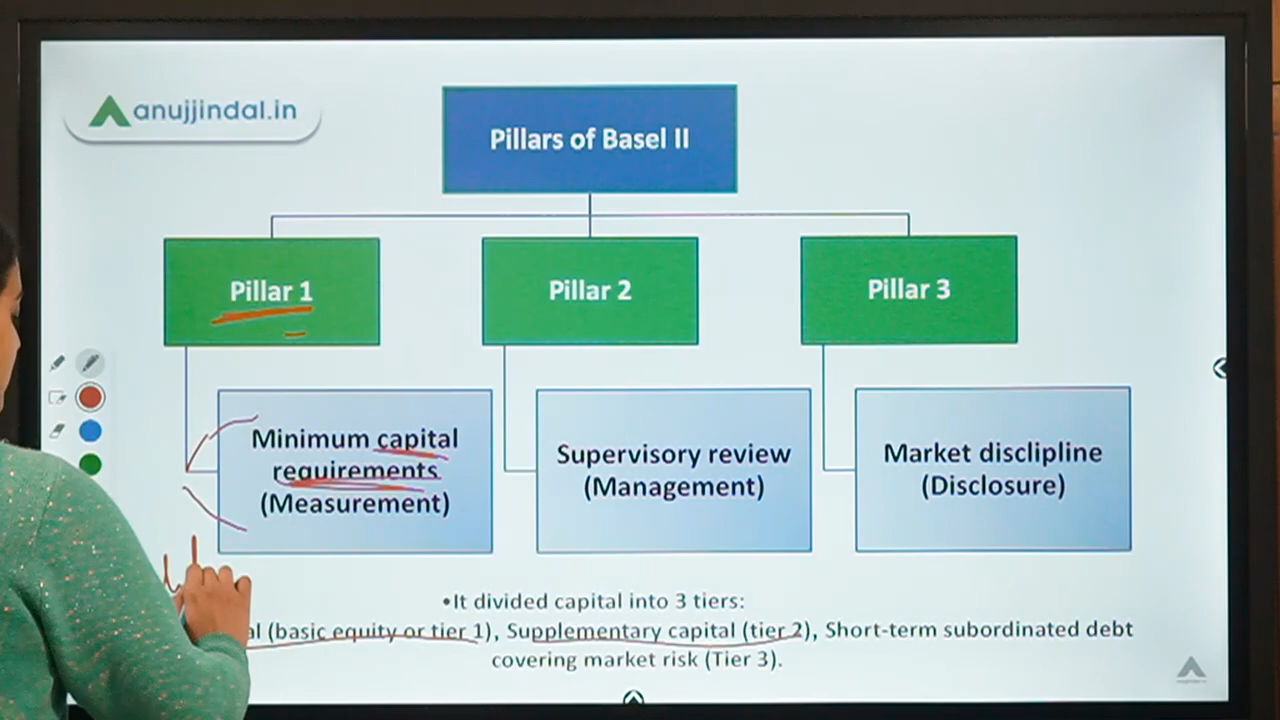 anujjindal.in
Pillars of Basel II
Pillar 1
Pillar 2
Pillar 3
Minimum capital
requirements
(Measurement)
Supervisory review
(Management)
Market discipline
(Disclosure)
•It divided capital into 3 tiers:
(basic equity or tier 1), Supplementary capital (tier 2), Short-term subordinated debt
covering market risk (Tier 3).